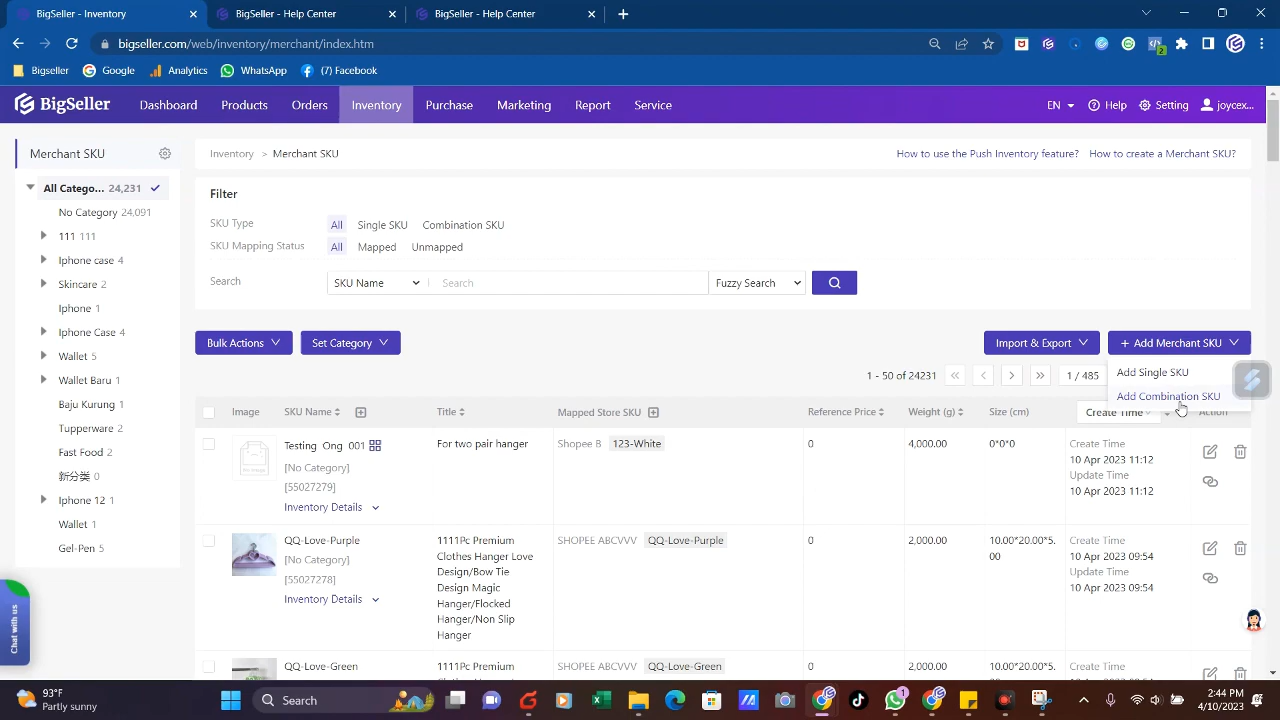 BigSeller - Inventory
BigSeller - Help Center
BigSeller - Help Center
bigseller.com/web/inventory/merchant/index.htm
2
Bigseller
Google
Analytics
WhatsApp
(7) Facebook
BigSeller
Dashboard
Products
Orders
Inventory
Purchase
Marketing
Report
Service
EN
Help
Setting
joycex...
Merchant SKU
All Catego... 24,231
No Category 24,091
111 111
Iphone case 4
Skincare 2
Iphone 1
Iphone Case 4
Wallet 5
Wallet Baru 1
Baju Kurung 1
Tupperware 2
Fast Food 2
新分类 0
Iphone 12 1
Wallet 1
Gel-Pen 5
Chat with us
Inventory > Merchant SKU
How to use the Push Inventory feature?
How to create a Merchant SKU?
Filter
SKU Type All Single SKU Combination SKU
SKU Mapping Status All Mapped Unmapped
Search SKU Name Search Fuzzy Search
Bulk Actions
Set Category
Import & Export
+ Add Merchant SKU
Add Single SKU
Add Combination SKU
1 - 50 of 24231
1 / 485
Image SKU Name Title Mapped Store SKU Reference Price Weight (g) Size (cm) Create Time Action
Testing Ong 001
[No Category]
[55027279]
Inventory Details
For two pair hanger
Shopee B 123-White
0
4,000.00
0*0*0
Create Time
10 Apr 2023 11:12
Update Time
10 Apr 2023 11:12
QQ-Love-Purple
[No Category]
[55027278]
Inventory Details
1111Pc Premium
Clothes Hanger Love
Design/Bow Tie
Design Magic
Hanger/Flocked
Hanger/Non Slip
Hanger
SHOPEE ABCVVV QQ-Love-Purple
0
2,000.00
10.00*20.00*5.
00
Create Time
10 Apr 2023 09:54
Update Time
10 Apr 2023 09:54
QQ-Love-Green
1111Pc Premium
SHOPEE ABCVVV QQ-Love-Green
0
2,000.00
10.00*20.00*5.
Create Time
93°F
Partly sunny
Search
1
2:44 PM
4/10/2023